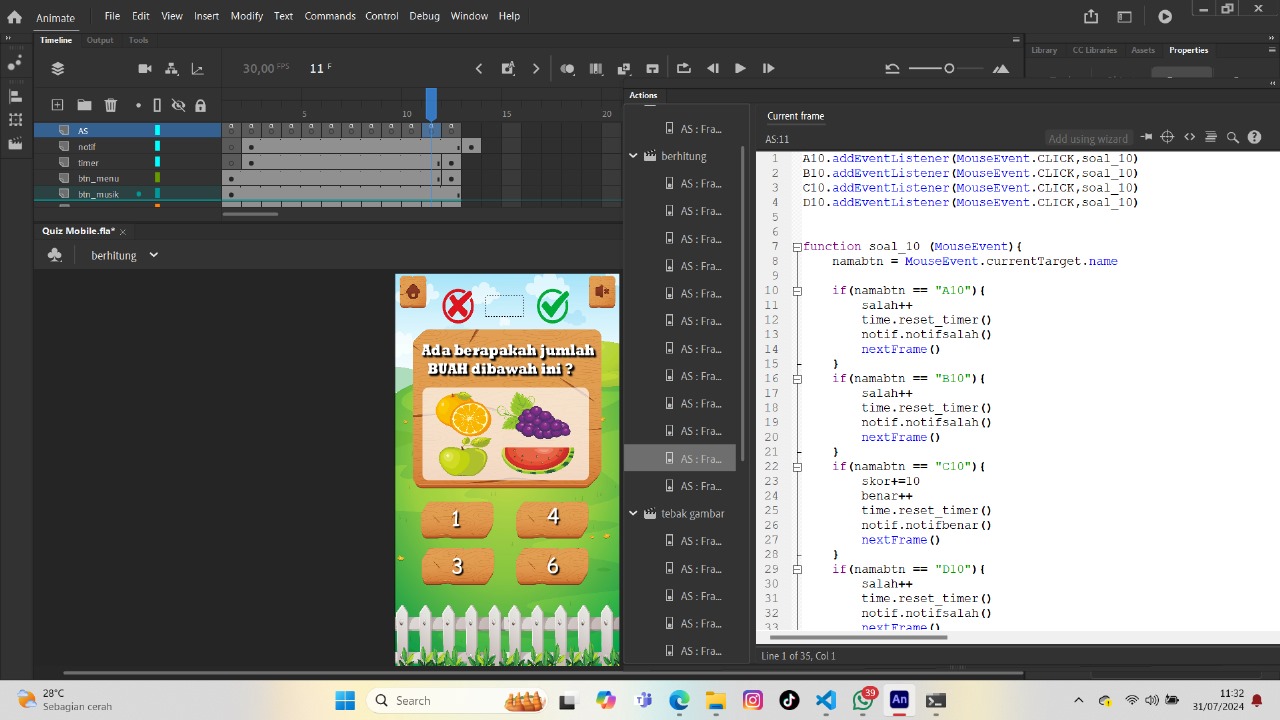 Animate
File Edit View Insert Modify Text Commands Control Debug Window Help
Timeline Output Tools
Library CC Libraries Assets Properties
30,00 FPS 11 F
Actions
5 10 15 20
AS
notif
timer
btn_menu
btn_musik
Quiz Mobile.fla* ×
berhitung
Ada berapakah jumlah
BUAH dibawah ini ?
1 4
3 6
AS : Fra...
berhitung
AS : Fra...
AS : Fra...
AS : Fra...
AS : Fra...
AS : Fra...
AS : Fra...
AS : Fra...
AS : Fra...
AS : Fra...
AS : Fra...
AS : Fra...
AS : Fra...
tebak gambar
AS : Fra...
AS : Fra...
AS : Fra...
AS : Fra...
AS : Fra...
Current frame
AS:11
Add using wizard
1 A10.addEventListener(MouseEvent.CLICK,soal_10)
2 B10.addEventListener(MouseEvent.CLICK,soal_10)
3 C10.addEventListener(MouseEvent.CLICK,soal_10)
4 D10.addEventListener(MouseEvent.CLICK,soal_10)
5
6
7 function soal_10 (MouseEvent){
8 namabtn = MouseEvent.currentTarget.name
9
10 if(namabtn == "A10"){
11 salah++
12 time.reset_timer()
13 notif.notifsalah()
14 nextFrame()
15 }
16 if(namabtn == "B10"){
17 salah++
18 time.reset_timer()
19 notif.notifsalah()
20 nextFrame()
21 }
22 if(namabtn == "C10"){
23 skor+=10
24 benar++
25 time.reset_timer()
26 notif.notifbenar()
27 nextFrame()
28 }
29 if(namabtn == "D10"){
30 salah++
31 time.reset_timer()
32 notif.notifsalah()
33 nextFrame()
Line 1 of 35, Col 1
28°C
Sebagian cerah
Search
39
An
11:32
31/07/2024